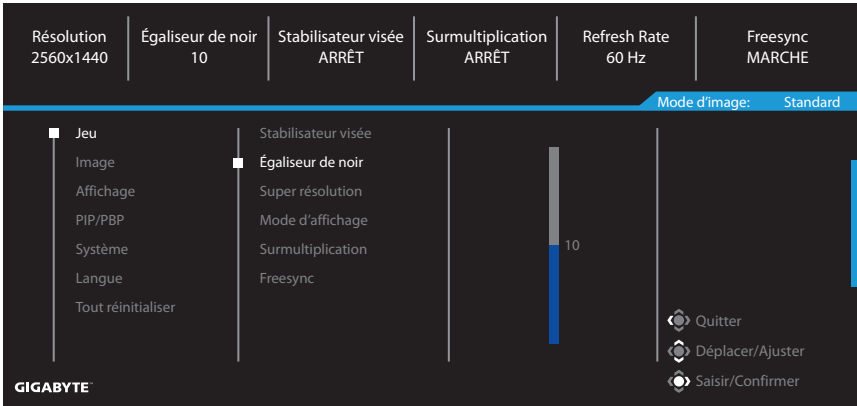 Résolution
2560x1440
Égaliseur de noir
10
Stabilisateur visée
ARRÊT
Surmultiplication
ARRÊT
Refresh Rate
60 Hz
Freesync
MARCHE
Mode d'image: Standard
Jeu
Image
Affichage
PIP/PBP
Système
Langue
Tout réinitialiser
Stabilisateur visée
Égaliseur de noir
Super résolution
Mode d'affichage
Surmultiplication
Freesync
10
Quitter
Déplacer/Ajuster
Saisir/Confirmer
GIGABYTE™